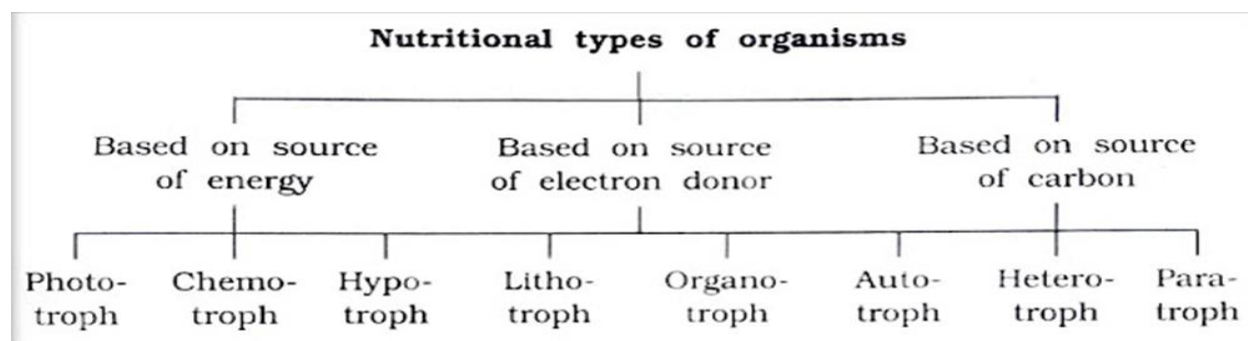 Nutritional types of organisms
Based on source
of energy
Based on source
of electron donor
Based on source
of carbon
Photo-
troph
Chemo-
troph
Hypo-
troph
Litho-
troph
Organo-
troph
Auto-
troph
Hetero-
troph
Para-
troph